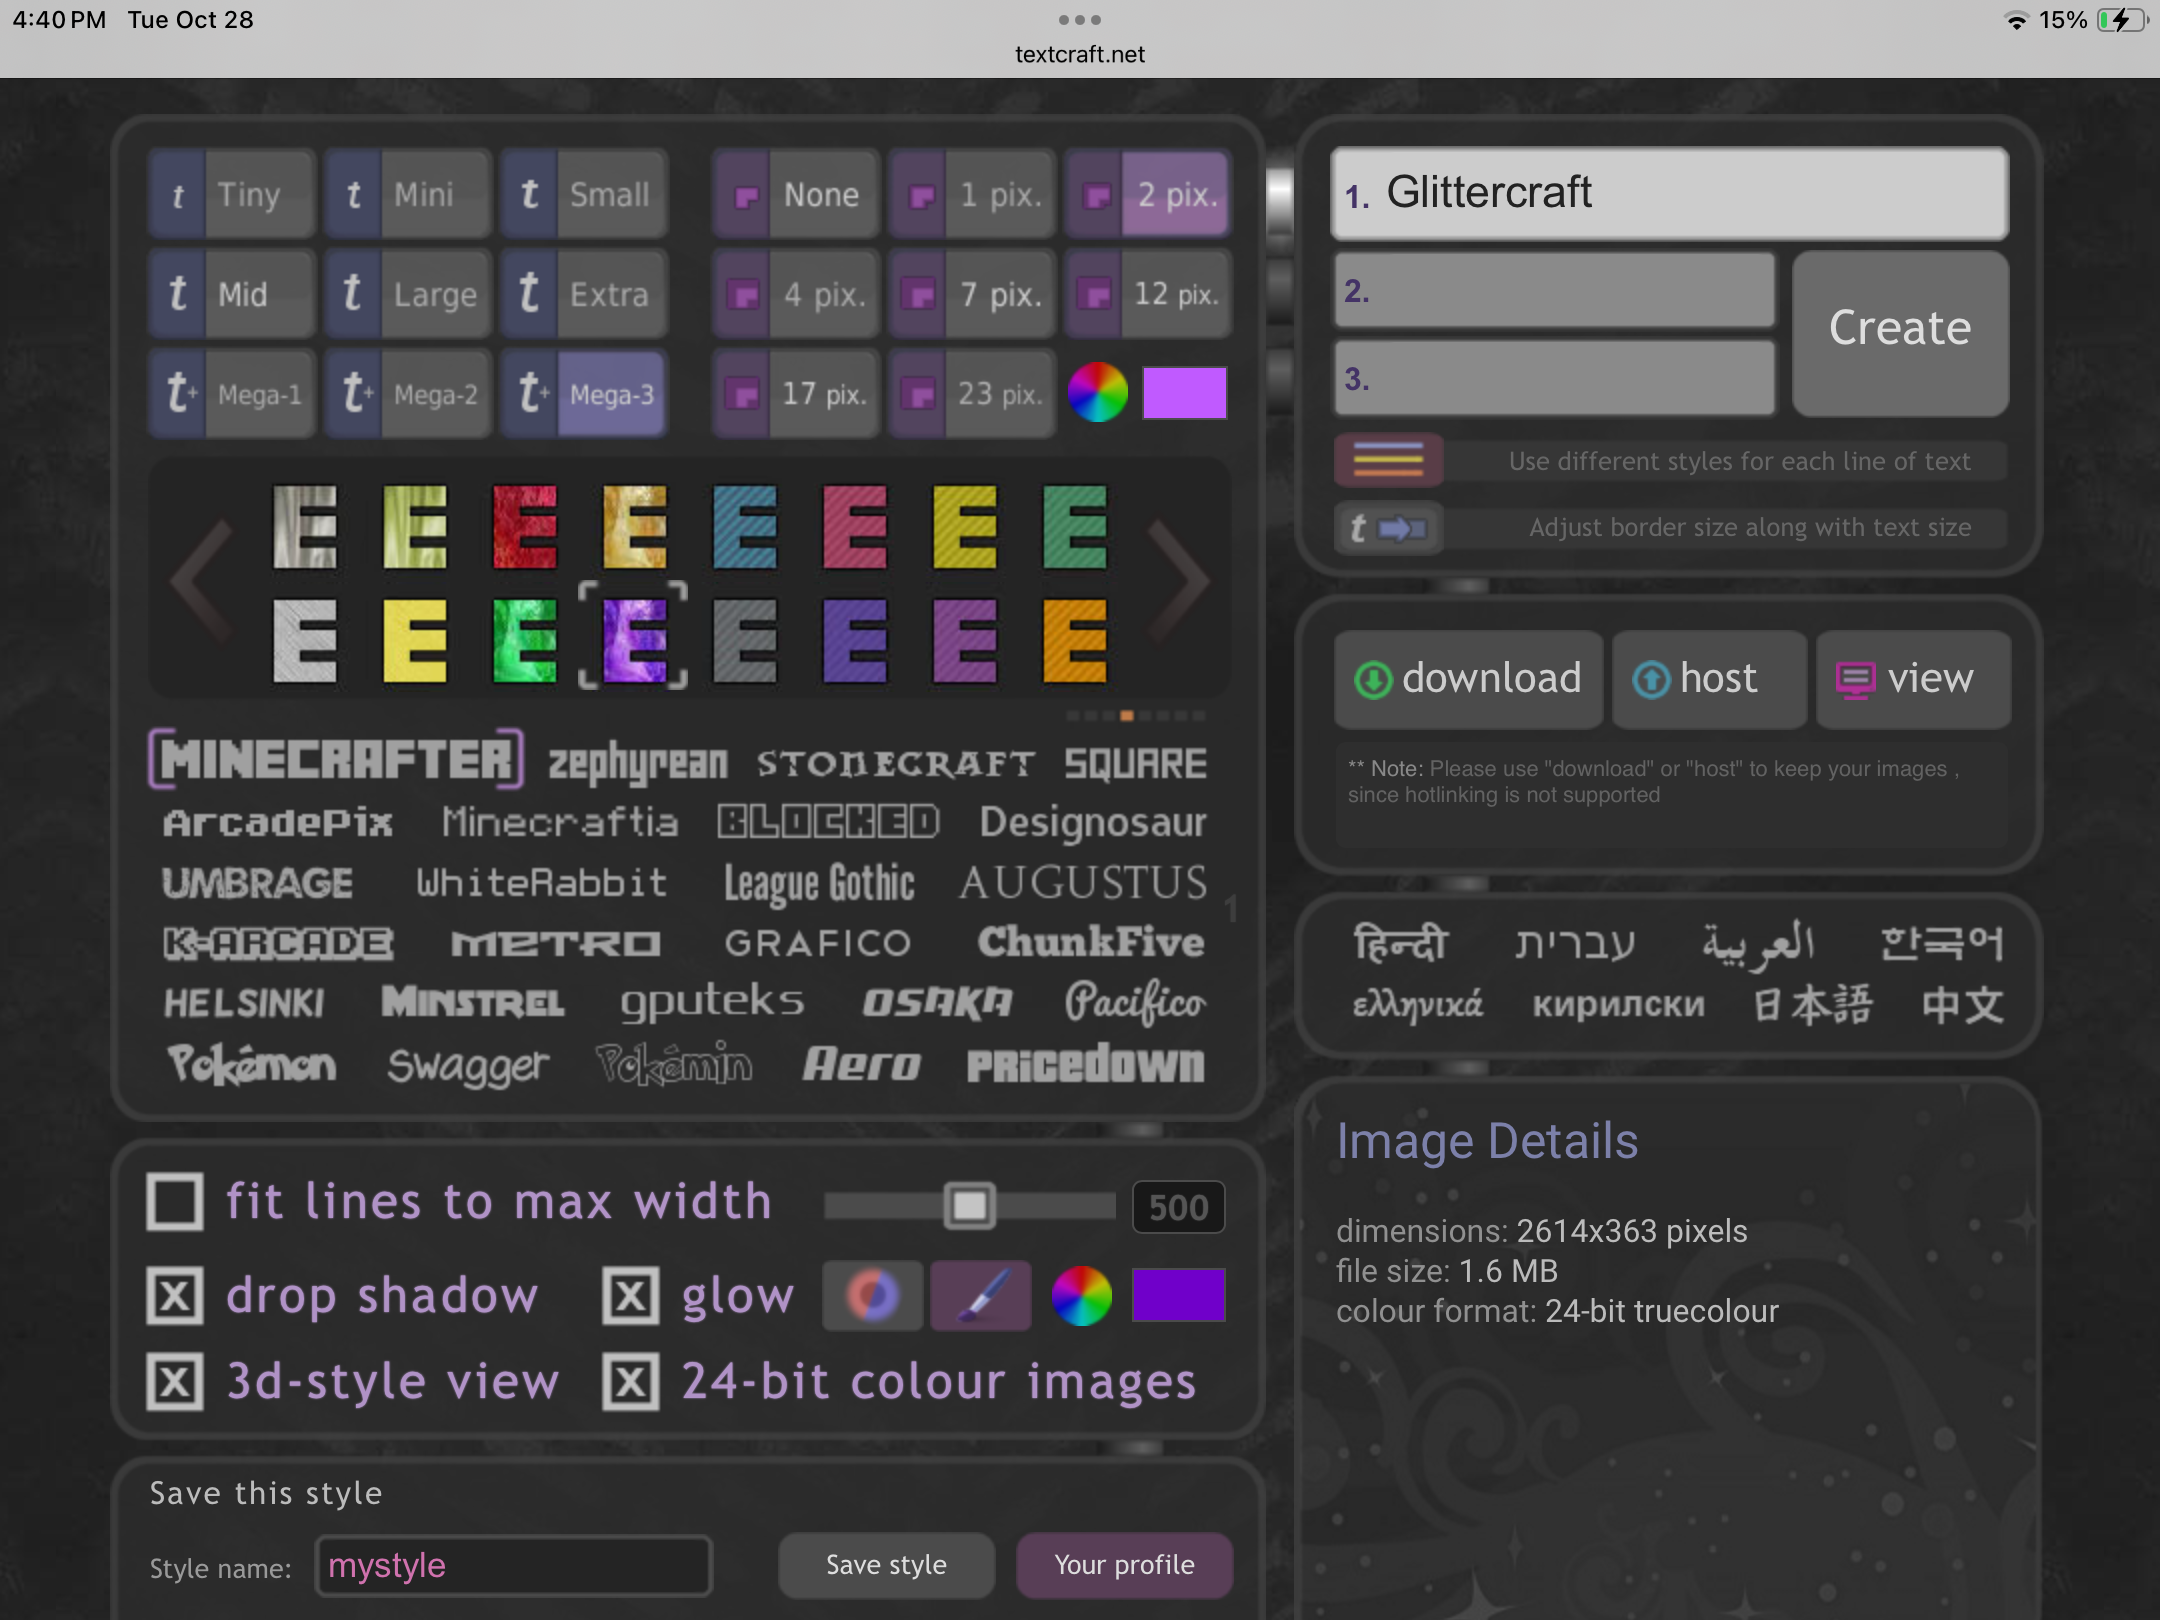 4:40 PM Tue Oct 28
15%
textcraft.net
t Tiny t Mini t Small None 1 pix. 2 pix.
t Mid t Large t Extra 4 pix. 7 pix. 12 pix.
t+ Mega-1 t+ Mega-2 t+ Mega-3 17 pix. 23 pix.
E E E E E E E E
E E E E E E E E
MINECRAFTER zephyrean STONECRAFT SQUARE
ArcadePix Minecraftia BLOCKED Designosaur
UMBRAGE WhiteRabbit League Gothic AUGUSTUS
1
K-ARCADE METRO GRAFICO ChunkFive
HELSINKI MINSTREL gputeks OSAKA Pacifico
Pokémon Swagger Pokémin Aero PRICEDOWN
fit lines to max width 500
X drop shadow X glow
X 3d-style view X 24-bit colour images
Save this style
Style name: mystyle Save style Your profile
1. Glittercraft
2.
3.
Create
Use different styles for each line of text
t Adjust border size along with text size
download host view
** Note: Please use "download" or "host" to keep your images ,
since hotlinking is not supported
हिन्दी עברית العربية 한국어
ελληνικά кирилски 日本語 中文
Image Details
dimensions: 2614x363 pixels
file size: 1.6 MB
colour format: 24-bit truecolour